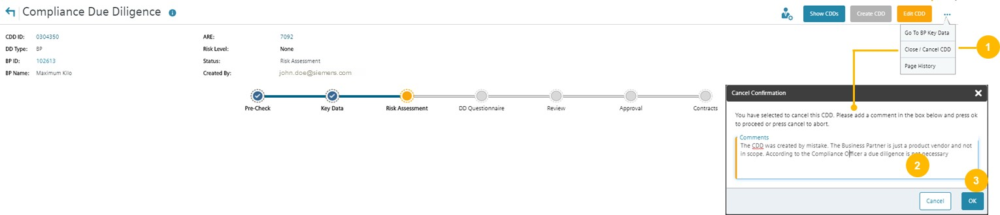 Compliance Due Diligence
Show CDDs
Create CDD
Edit CDD
...
CDD ID: 0304350
DD Type: BP
BP ID: 102613
BP Name: Maximum Kilo
ARE: 7092
Risk Level: None
Status: Risk Assessment
Created By: john.doe@siemers.com
Go To BP Key Data
Close / Cancel CDD
Page History
1
Pre-Check
Key Data
Risk Assessment
DD Questionnaire
Review
Approval
Contracts
Cancel Confirmation
You have selected to cancel this CDD. Please add a comment in the box below and press ok
to proceed or press cancel to abort.
Comments
The CDD was created by mistake. The Business Partner is just a product vendor and not
in scope. According to the Compliance Officer a due diligence is not necessary
2
3
Cancel
OK